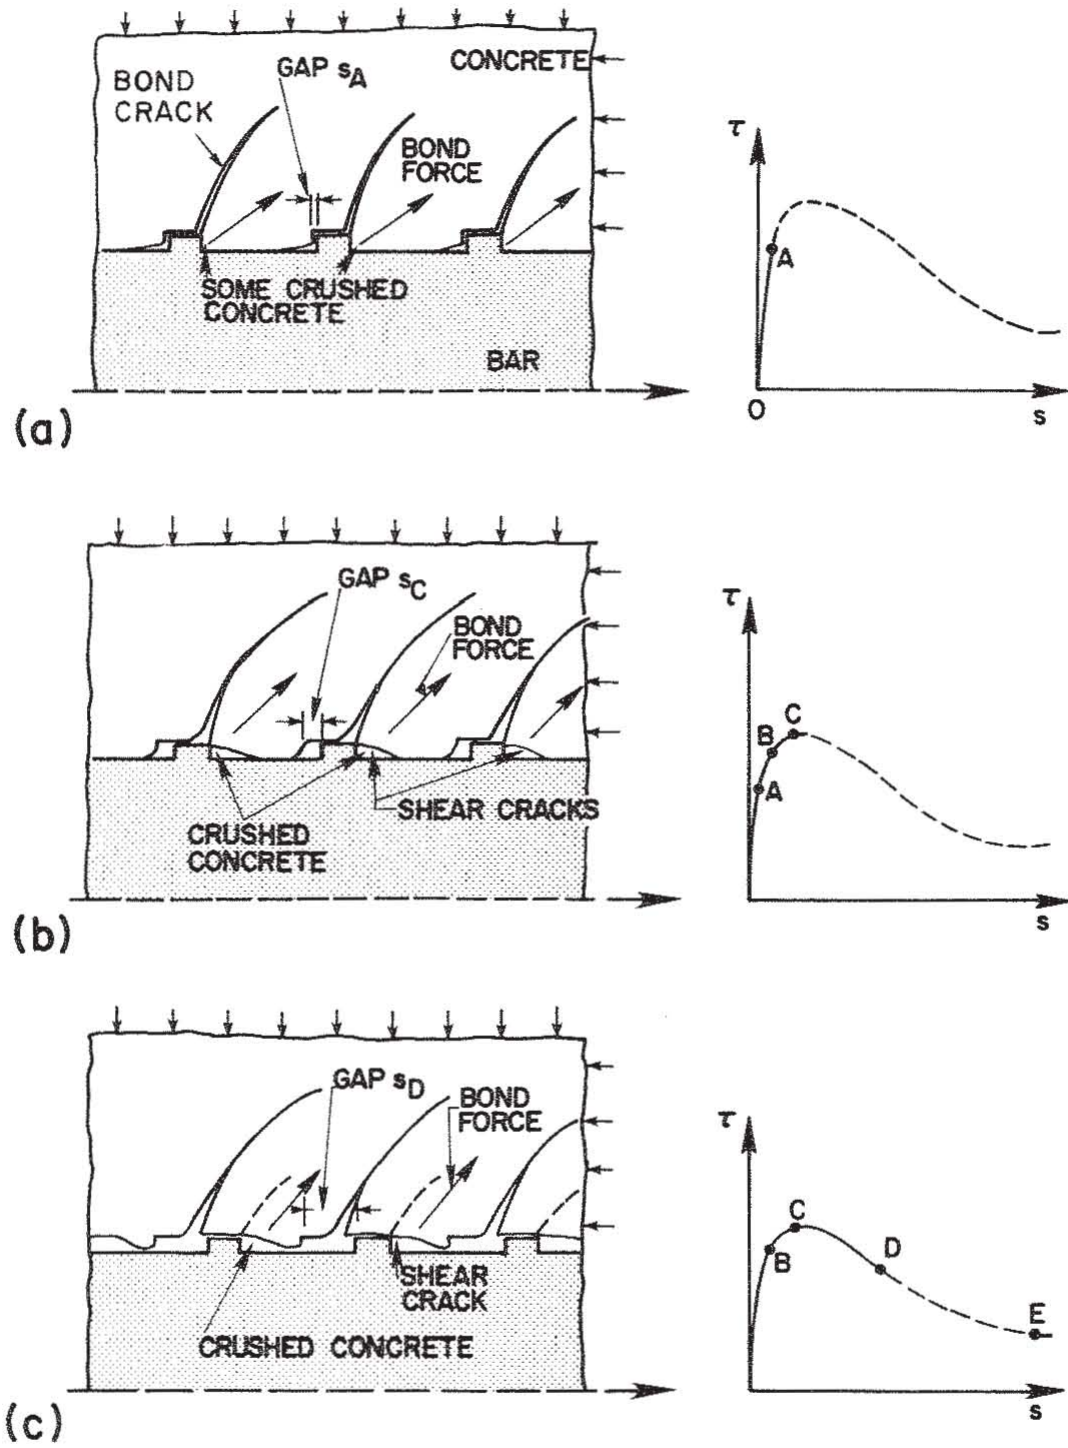 CONCRETE
GAP sA
BOND
CRACK
BOND
FORCE
SOME CRUSHED
CONCRETE
BAR
(a)
τ
A
O
s
GAP sC
BOND
FORCE
SHEAR CRACKS
CRUSHED
CONCRETE
(b)
τ
C
B
A
s
GAP sD
BOND
FORCE
SHEAR
CRACK
CRUSHED CONCRETE
(c)
τ
C
B
D
E
s